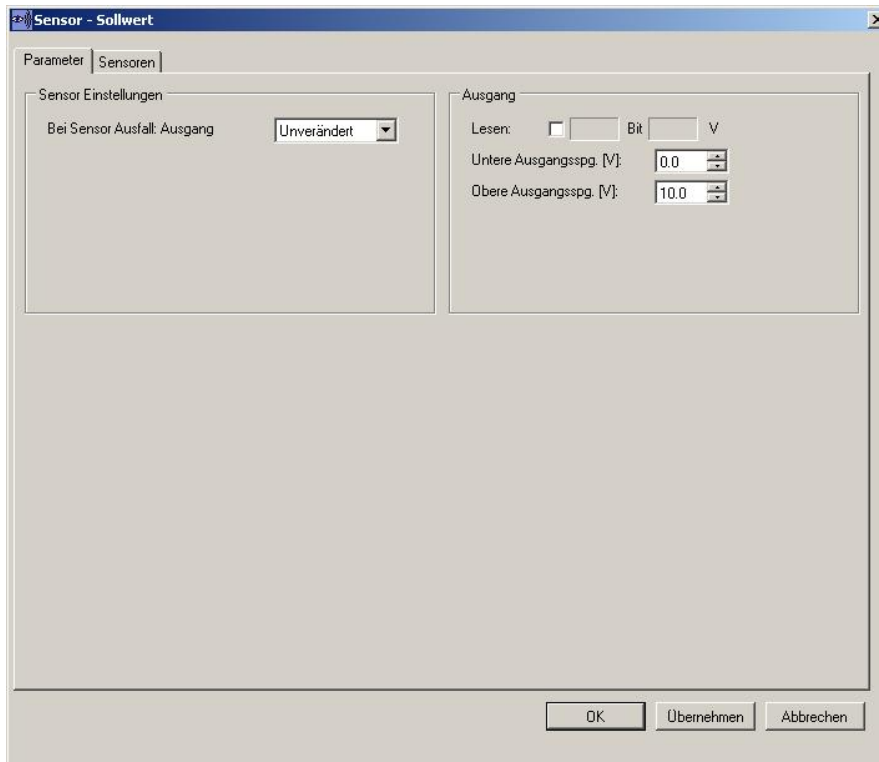 Sensor - Sollwert
Parameter
Sensoren
Sensor Einstellungen
Bei Sensor Ausfall: Ausgang
Unverändert
Ausgang
Lesen: Bit V
Untere Ausgangsspg. [V]: 0.0
Obere Ausgangsspg. [V]: 10.0
OK
Übernehmen
Abbrechen